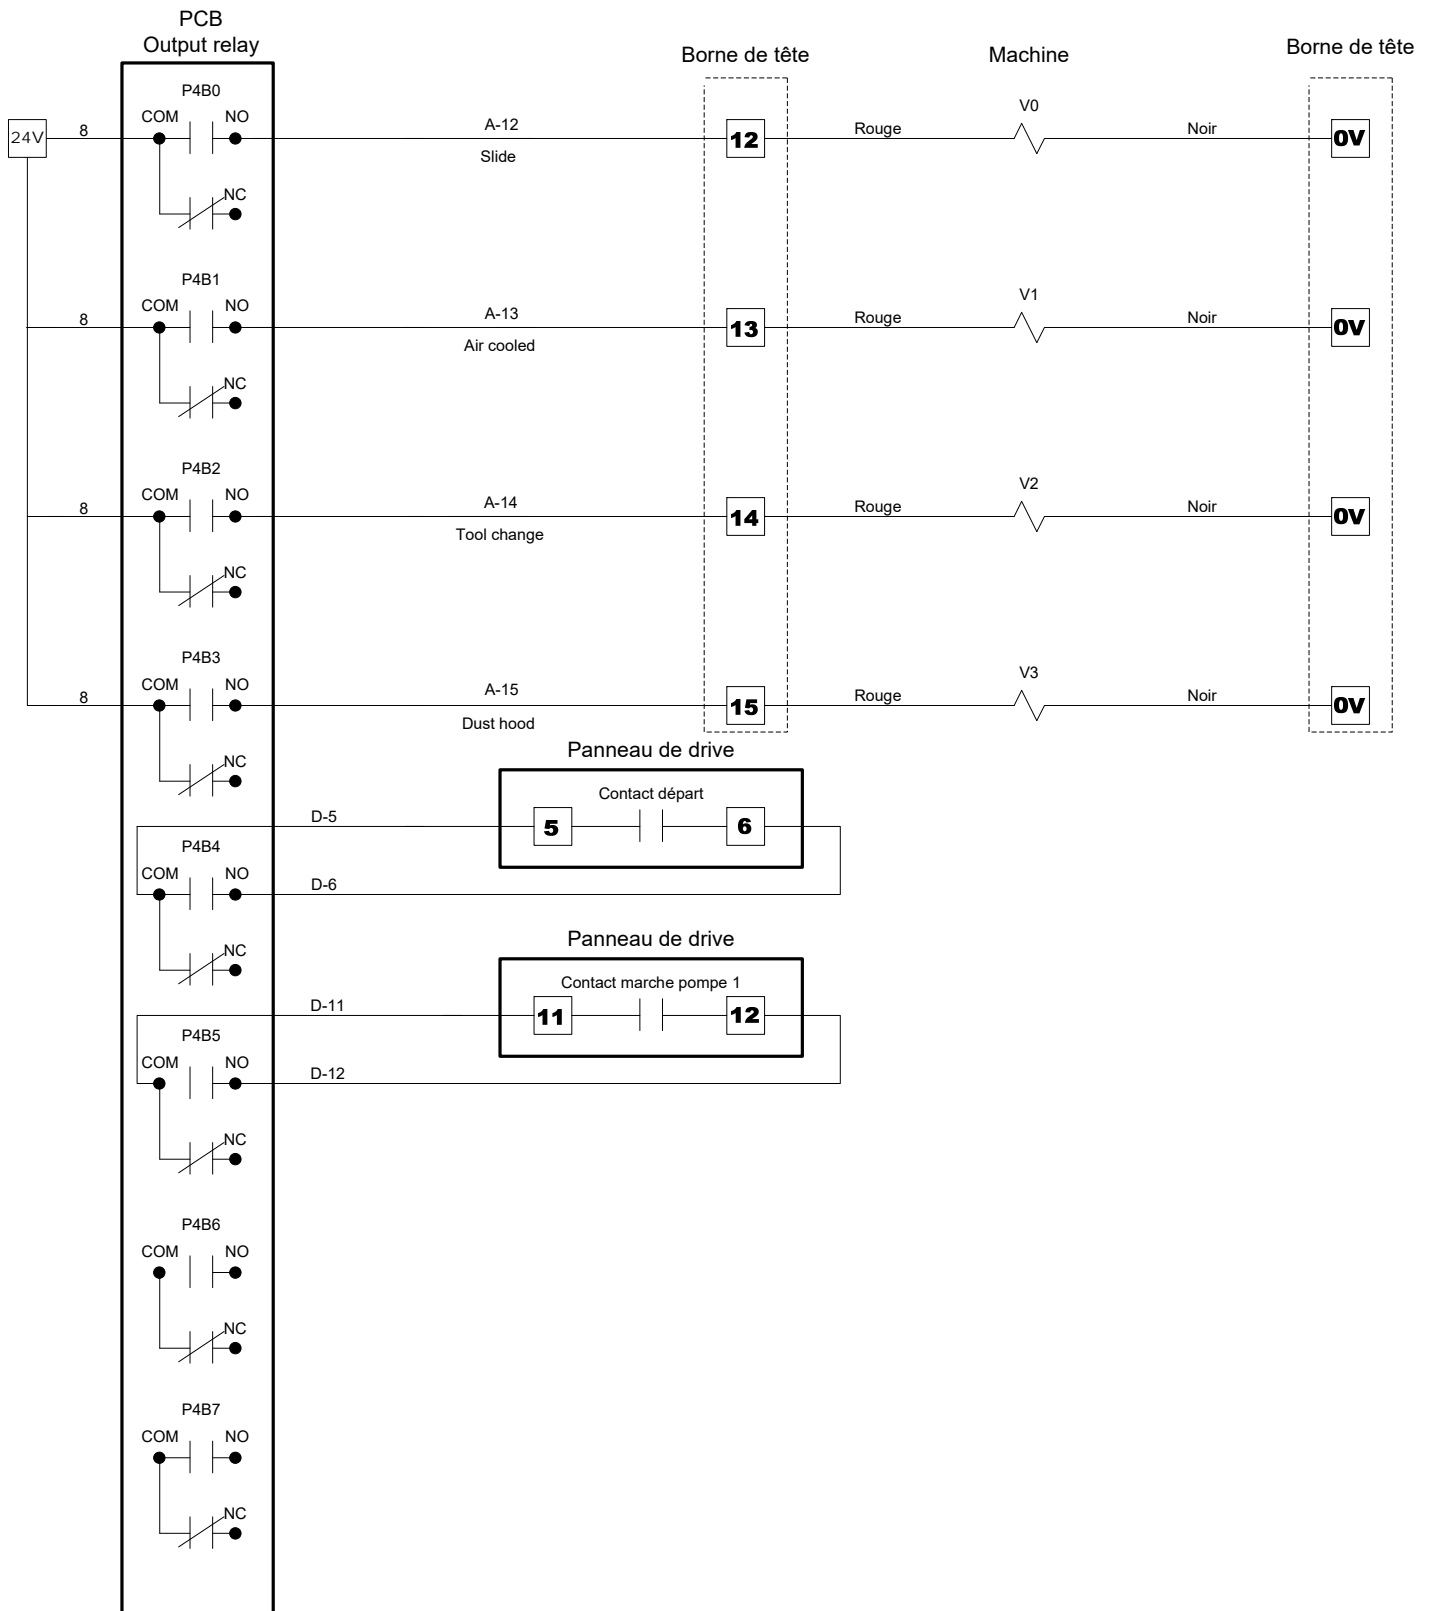 PCB
Output relay
Borne de tête
Machine
Borne de tête
P4B0
COM
NO
24V
8
A-12
Slide
12
Rouge
V0
Noir
0V
NC
P4B1
COM
NO
8
A-13
Air cooled
13
Rouge
V1
Noir
0V
NC
P4B2
COM
NO
8
A-14
Tool change
14
Rouge
V2
Noir
0V
NC
P4B3
COM
NO
8
A-15
Dust hood
15
Rouge
V3
Noir
0V
NC
Panneau de drive
Contact départ
D-5
5
6
P4B4
COM
NO
D-6
NC
Panneau de drive
Contact marche pompe 1
D-11
11
12
P4B5
COM
NO
D-12
NC
P4B6
COM
NO
NC
P4B7
COM
NO
NC